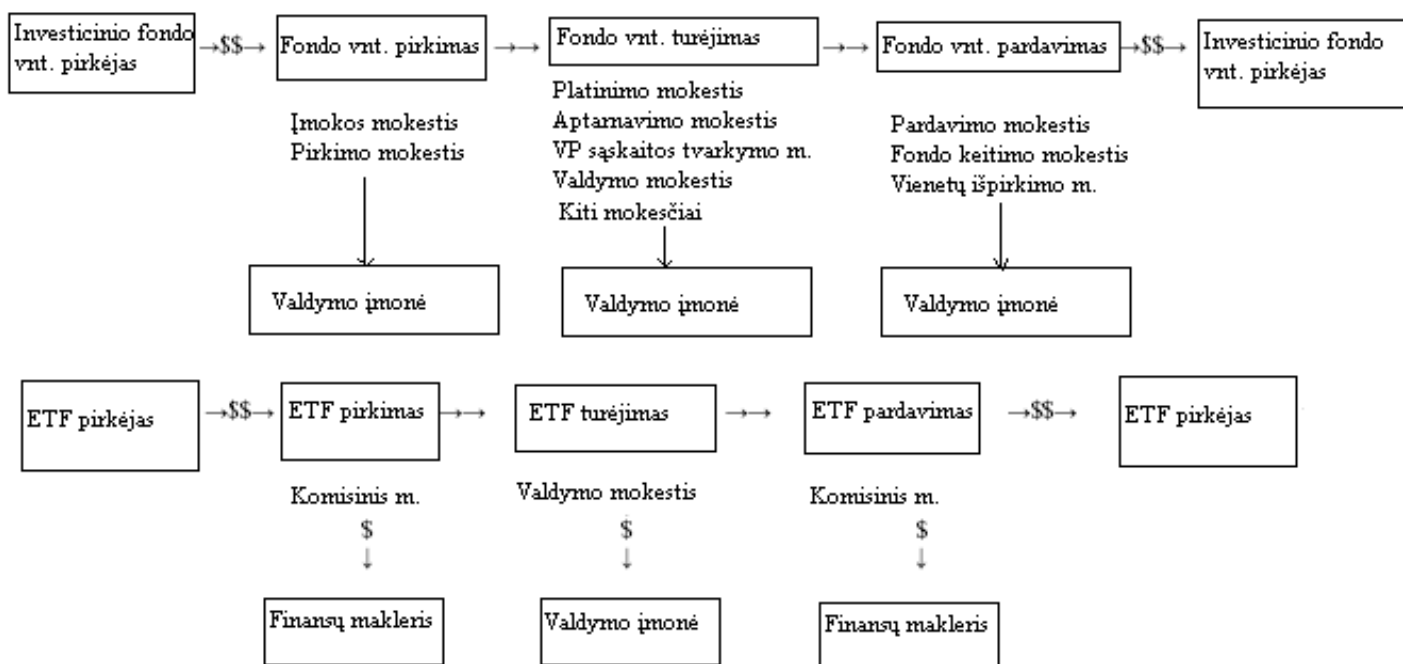 Investicinio fondo
vnt. pirkėjas
→$$→
Fondo vnt. pirkimas
→→
Fondo vnt. turėjimas
→→
Fondo vnt. pardavimas
→$$→
Investicinio fondo
vnt. pirkėjas
Įmokos mokestis
Pirkimo mokestis
Platinimo mokestis
Aptarnavimo mokestis
VP sąskaitos tvarkymo m.
Valdymo mokestis
Kiti mokesčiai
Pardavimo mokestis
Fondo keitimo mokestis
Vienetų išpirkimo m.
Valdymo įmonė
Valdymo įmonė
Valdymo įmonė
ETF pirkėjas
→$$→
ETF pirkimas
→→
ETF turėjimas
→→
ETF pardavimas
→$$→
ETF pirkėjas
Komisinis m.
$
↓
Valdymo mokestis
$
↓
Komisinis m.
$
↓
Finansų makleris
Valdymo įmonė
Finansų makleris